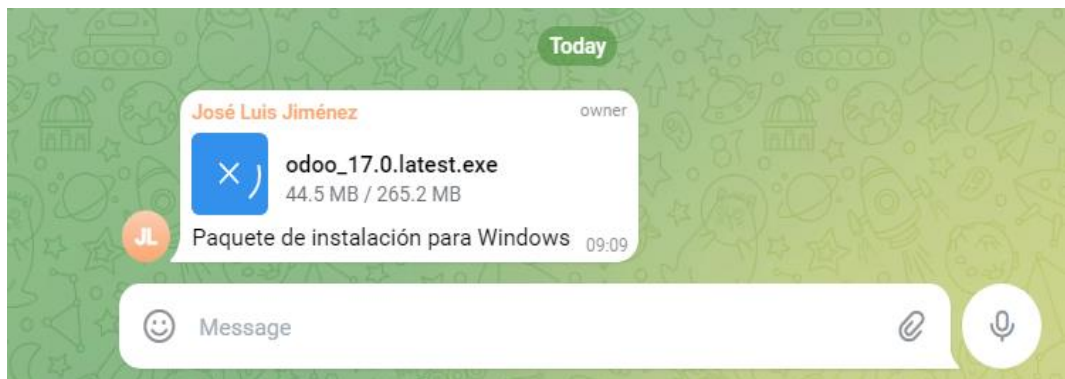 Today
José Luis Jiménez owner
odoo_17.0.latest.exe
44.5 MB / 265.2 MB
JL
Paquete de instalación para Windows 09:09
Message